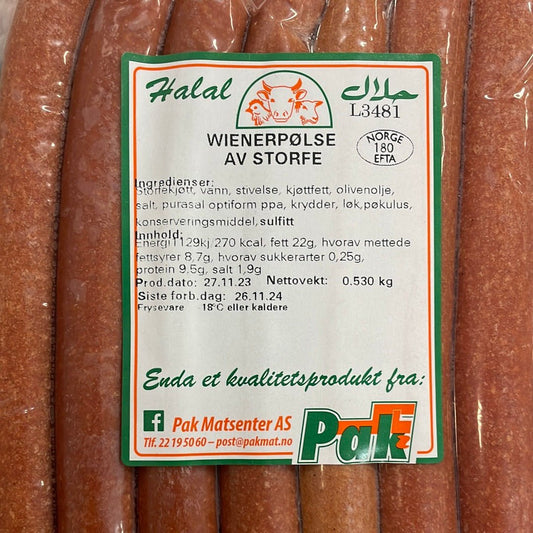 Halal
حلال
L3481
WIENERPØLSE
AV STORFE
NORGE
180
EFTA
Ingredienser:
Storfekjøtt, vann, stivelse, kjøttfett, olivenolje,
salt, purasal optiform ppa, krydder, løk,pøkulus,
konserveringsmiddel,sulfitt
Innhold:
Energi 1129kj 270 kcal, fett 22g, hvorav mettede
fettsyrer 8,7g, hvorav sukkerarter 0,25g,
protein 9.5g, salt 1,9g
Prod.dato: 27.11.23 Nettovekt: 0.530 kg
Siste forb.dag: 26.11.24
Frysevare -18°C eller kaldere
Enda et kvalitetsprodukt fra:
Pak Matsenter AS
Tlf. 22 19 50 60 – post@pakmat.no
Pak